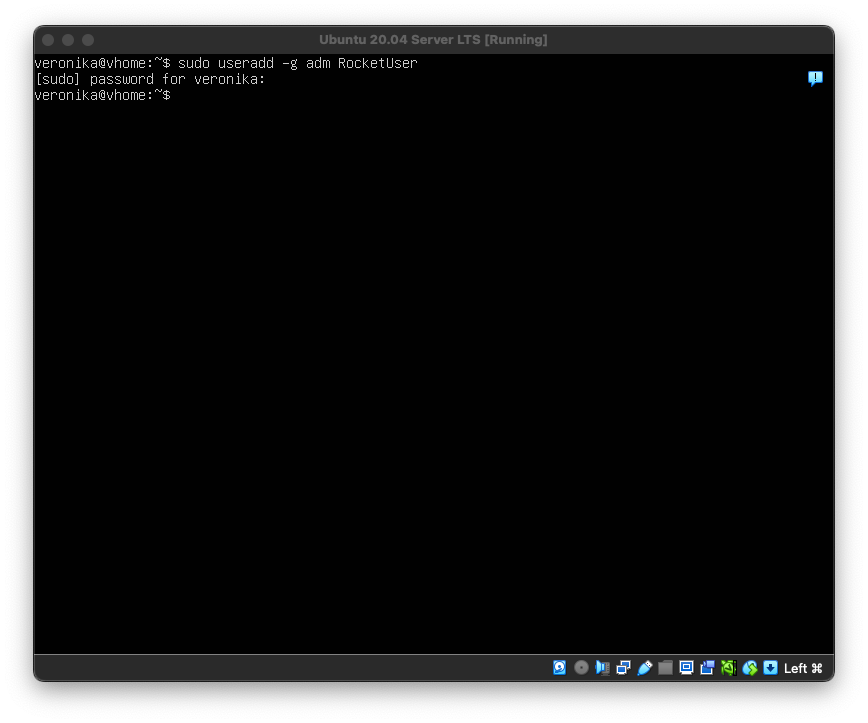 Ubuntu 20.04 Server LTS [Running]
veronika@vhome:~$ sudo useradd -g adm RocketUser
[sudo] password for veronika:
veronika@vhome:~$
Left ⌘